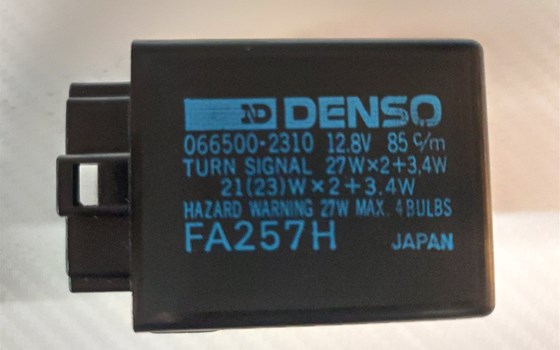 ND DENSO
066500-2310 12.8V 85 c/m
TURN SIGNAL 27W×2+3,4W
21(23)W×2+3.4W
HAZARD WARNING 27W MAX. 4BULBS
FA257H JAPAN